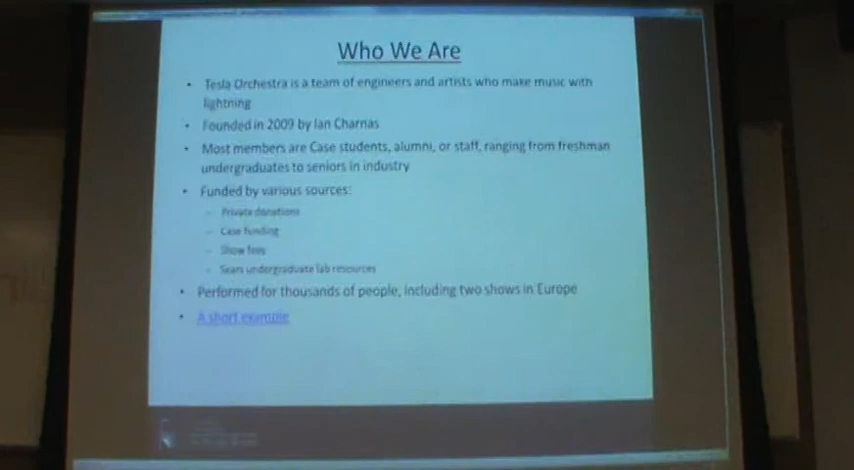 Who We Are
• Tesla Orchestra is a team of engineers and artists who make music with
lightning
• Founded in 2009 by Ian Charnas
• Most members are Case students, alumni, or staff, ranging from freshman
undergraduates to seniors in industry
• Funded by various sources:
– Private donations
– Case funding
– Show fees
– Sears undergraduate lab resources
• Performed for thousands of people, including two shows in Europe
• A short example